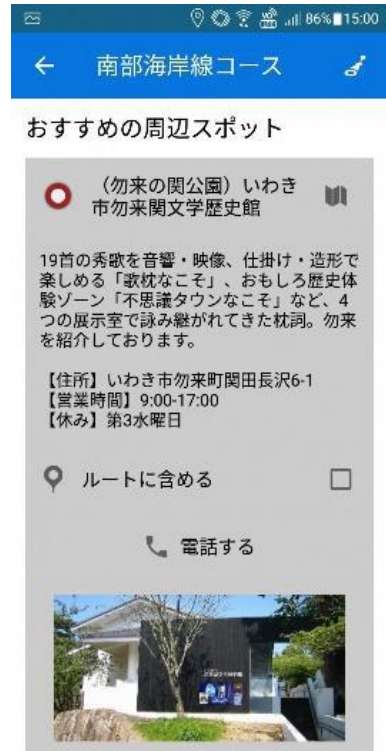 86% 15:00
南部海岸線コース
おすすめの周辺スポット
（勿来の関公園）いわき
市勿来関文学歴史館
19首の秀歌を音響・映像、仕掛け・造形で
楽しめる「歌枕なこそ」、おもしろ歴史体
験ゾーン「不思議タウンなこそ」など、4
つの展示室で詠み継がれてきた枕詞。勿来
を紹介しております。
【住所】いわき市勿来町関田長沢6-1
【営業時間】9:00-17:00
【休み】第3水曜日
ルートに含める
電話する